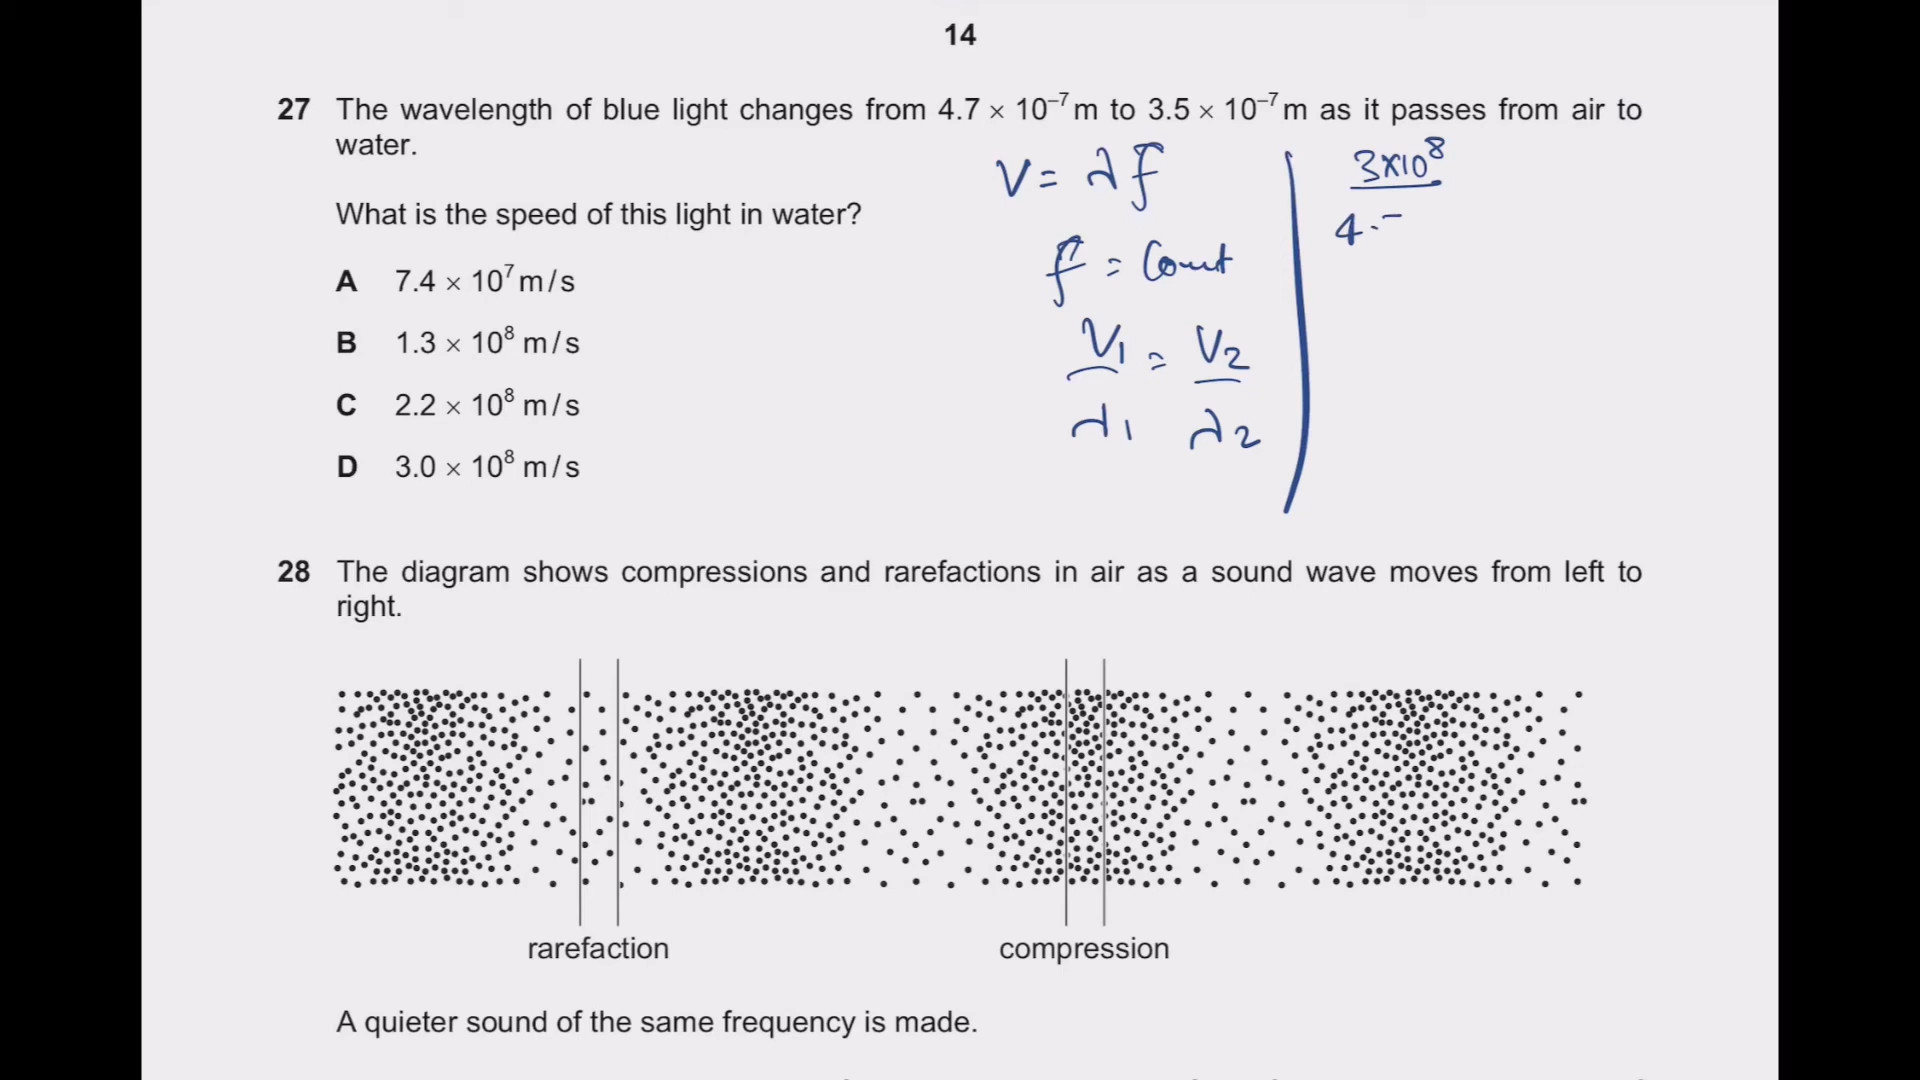 14
27 The wavelength of blue light changes from 4.7 × 10⁻⁷ m to 3.5 × 10⁻⁷ m as it passes from air to
water.
V = λ f
3×10⁸
What is the speed of this light in water?
4.
f = Const
A 7.4 × 10⁷ m / s
B 1.3 × 10⁸ m / s
V₁ = V₂
C 2.2 × 10⁸ m / s
λ₁ λ₂
D 3.0 × 10⁸ m / s
28 The diagram shows compressions and rarefactions in air as a sound wave moves from left to
right.
rarefaction compression
A quieter sound of the same frequency is made.